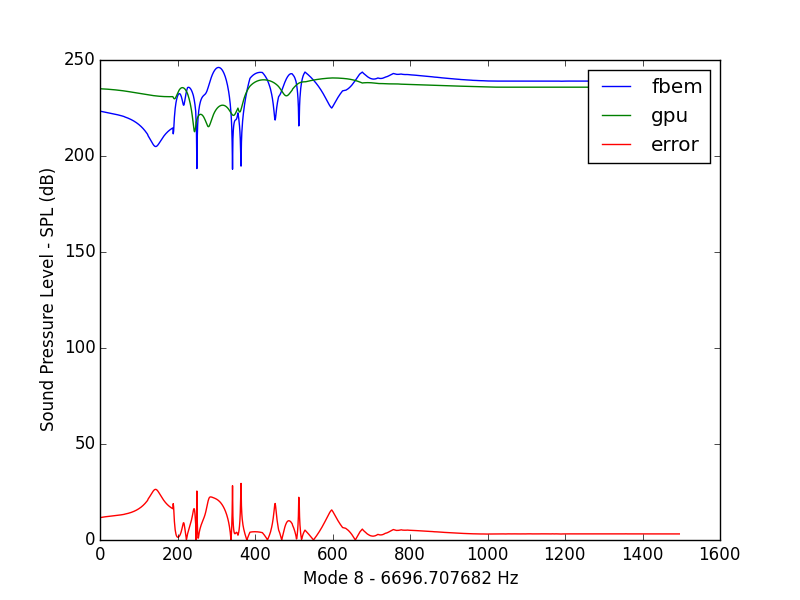 250
200
150
100
50
0
Sound Pressure Level - SPL (dB)
fbem
gpu
error
0 200 400 600 800 1000 1200 1400 1600
Mode 8 - 6696.707682 Hz